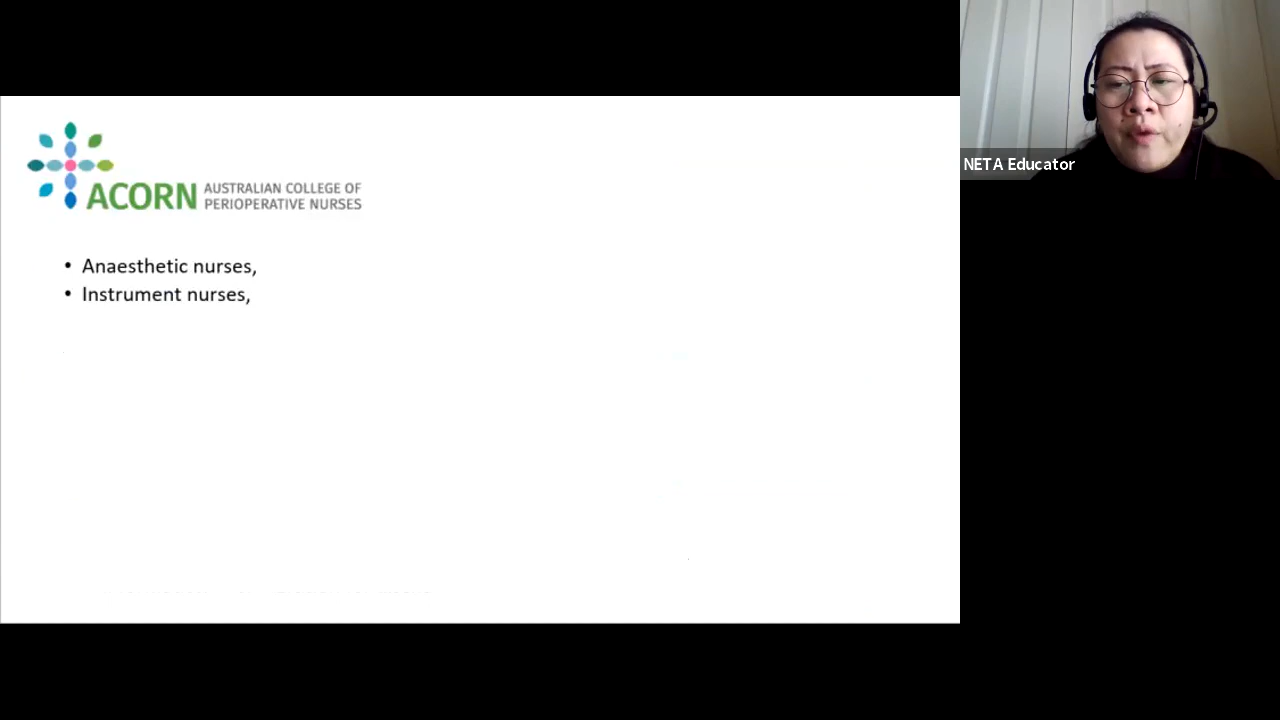 ACORN AUSTRALIAN COLLEGE OF
PERIOPERATIVE NURSES
• Anaesthetic nurses,
• Instrument nurses,
NETA Educator